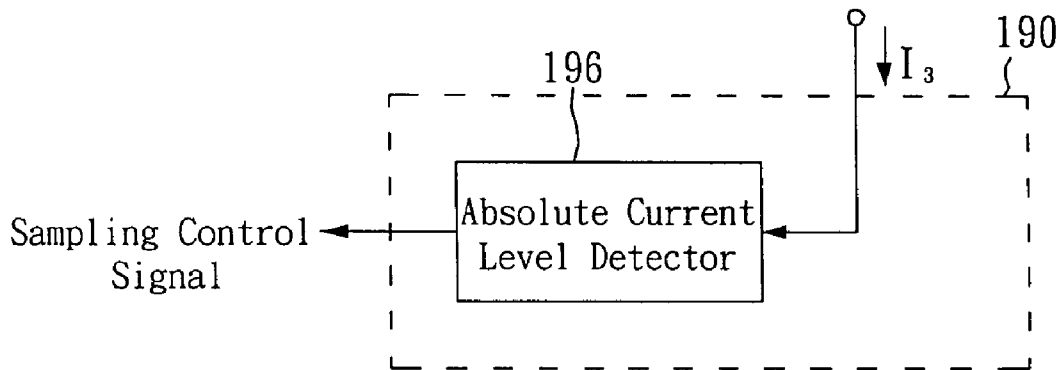 190
I₃
196
Absolute Current
Level Detector
Sampling Control
Signal